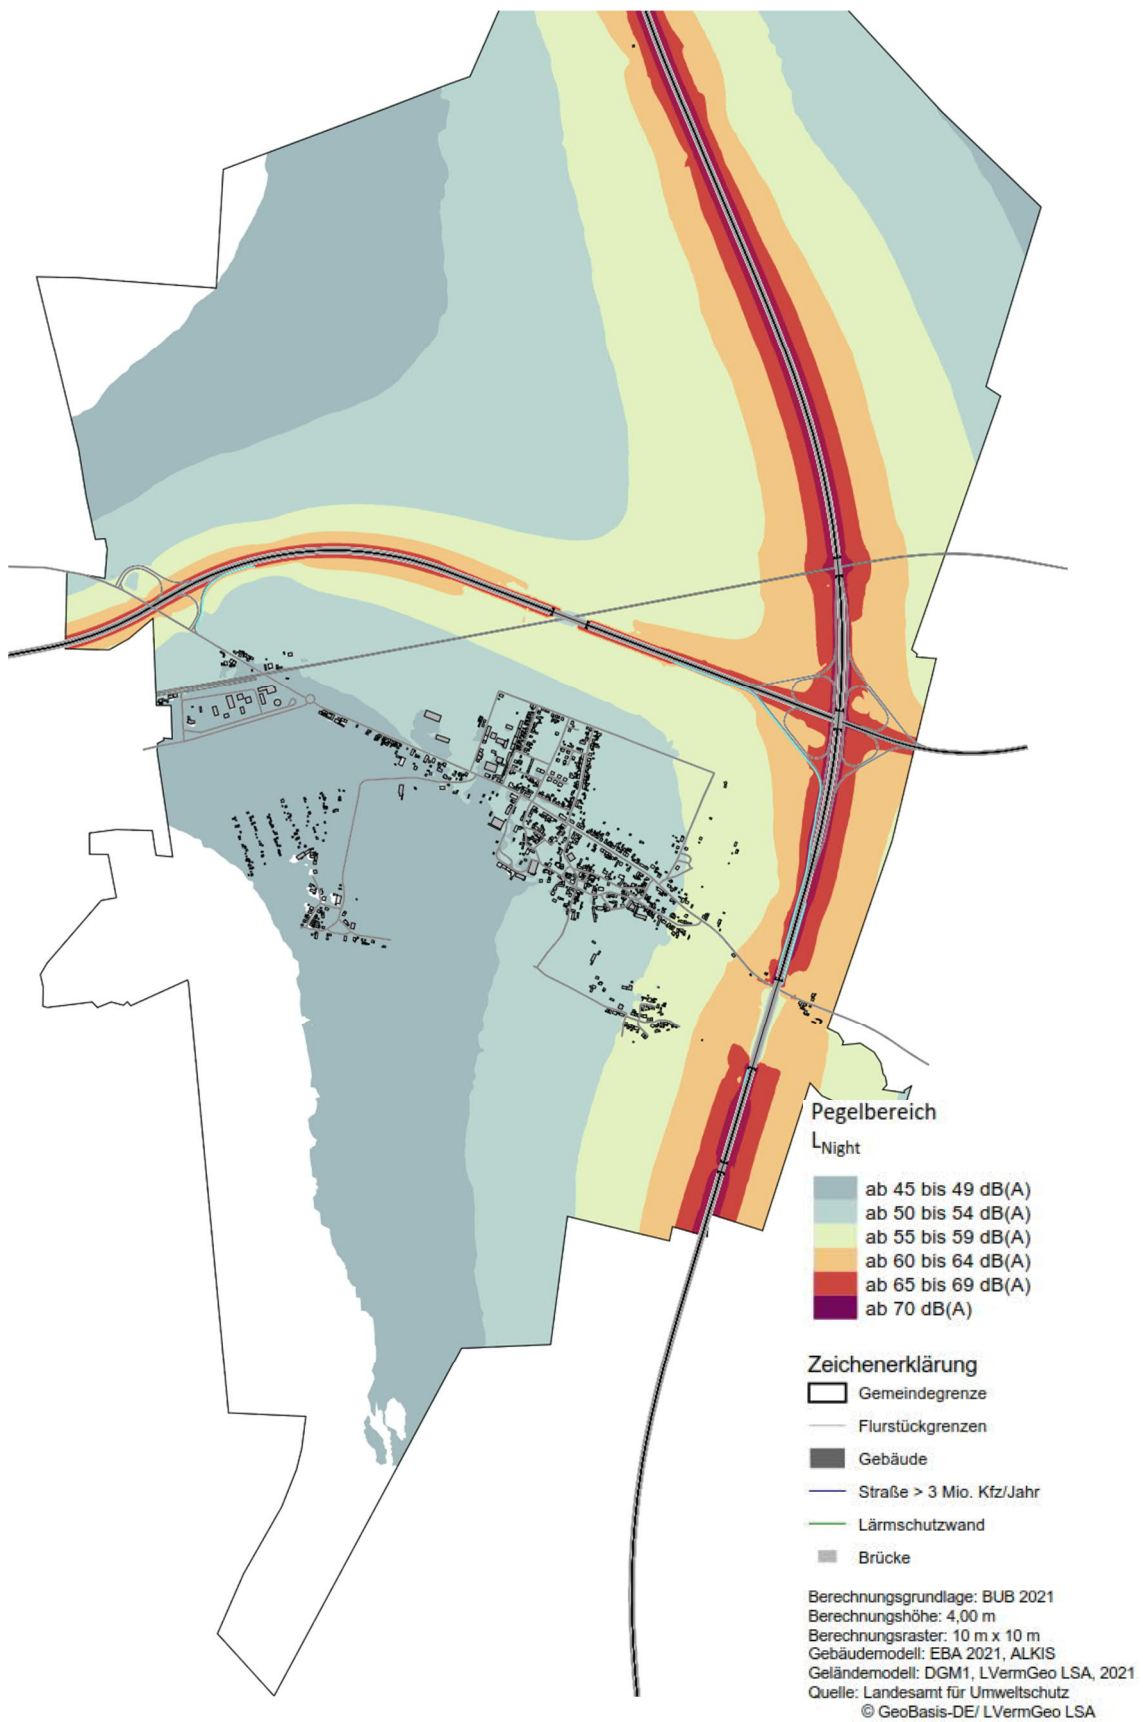 Pegelbereich
LNight
ab 45 bis 49 dB(A)
ab 50 bis 54 dB(A)
ab 55 bis 59 dB(A)
ab 60 bis 64 dB(A)
ab 65 bis 69 dB(A)
ab 70 dB(A)
Zeichenerklärung
Gemeindegrenze
Flurstückgrenzen
Gebäude
Straße > 3 Mio. Kfz/Jahr
Lärmschutzwand
Brücke
Berechnungsgrundlage: BUB 2021
Berechnungshöhe: 4,00 m
Berechnungsraster: 10 m x 10 m
Gebäudemodell: EBA 2021, ALKIS
Geländemodell: DGM1, LVermGeo LSA, 2021
Quelle: Landesamt für Umweltschutz
© GeoBasis-DE/ LVermGeo LSA